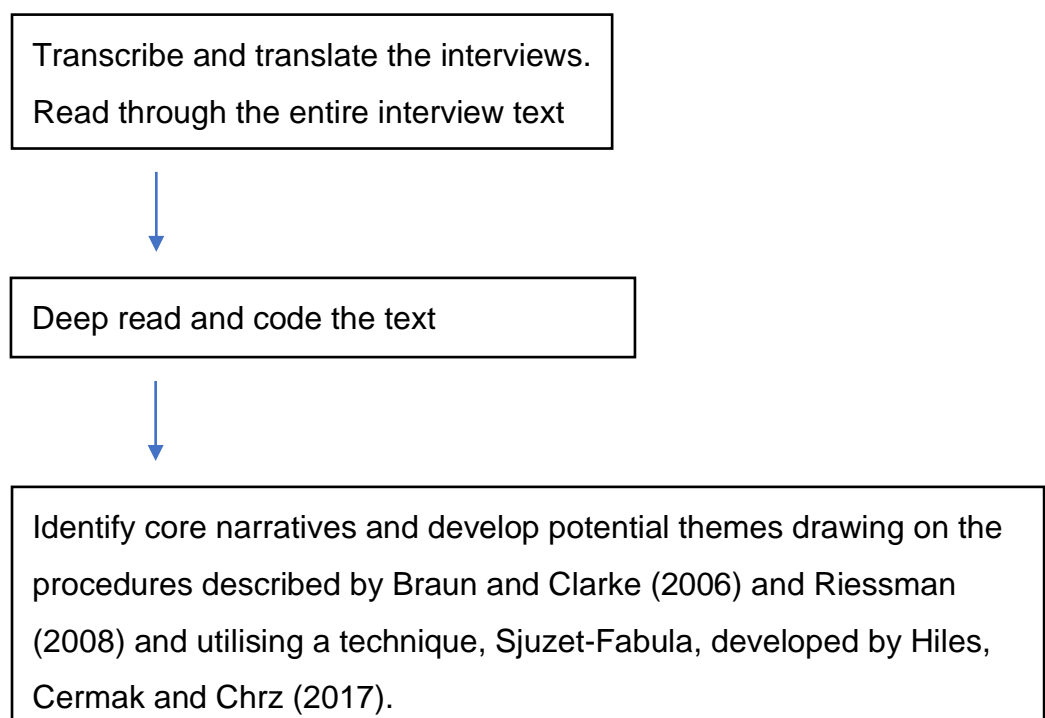 Transcribe and translate the interviews.
Read through the entire interview text
Deep read and code the text
Identify core narratives and develop potential themes drawing on the
procedures described by Braun and Clarke (2006) and Riessman
(2008) and utilising a technique, Sjuzet-Fabula, developed by Hiles,
Cermak and Chrz (2017).